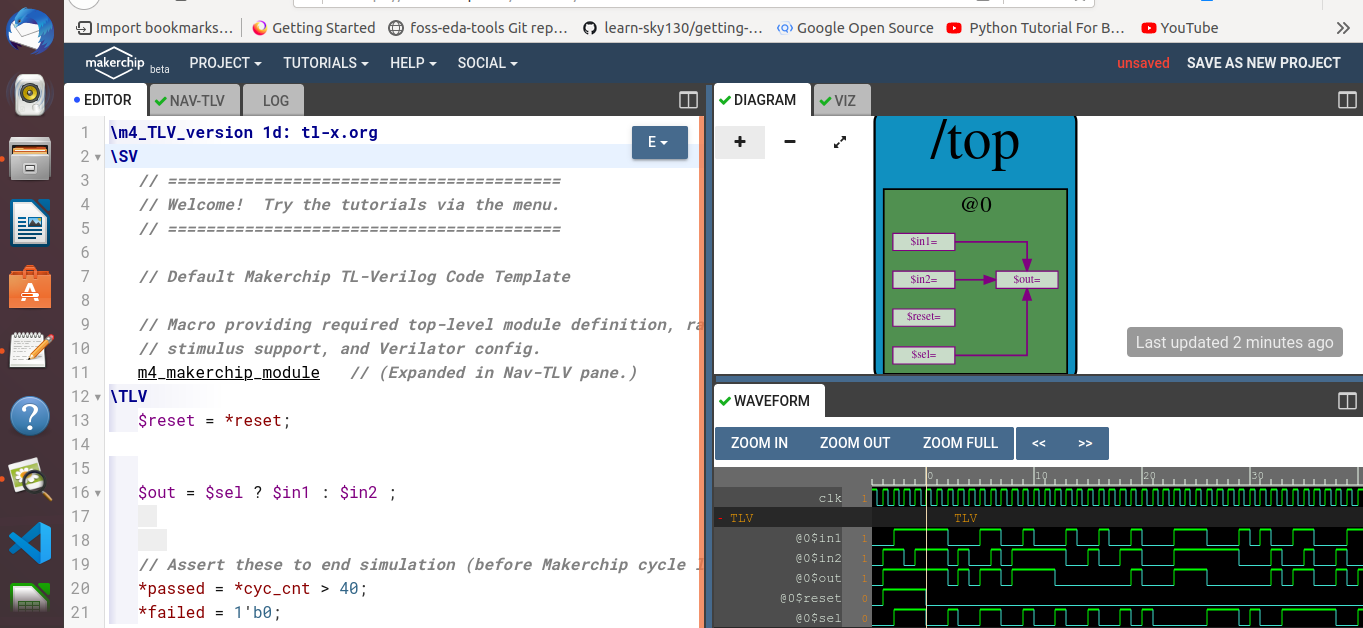 Import bookmarks... Getting Started foss-eda-tools Git rep... learn-sky130/getting-... Google Open Source Python Tutorial For B... YouTube
makerchip beta PROJECT TUTORIALS HELP SOCIAL unsaved SAVE AS NEW PROJECT
EDITOR NAV-TLV LOG
E
1 \m4_TLV_version 1d: tl-x.org
2 \SV
3 // =========================================
4 // Welcome!  Try the tutorials via the menu.
5 // =========================================
6
7 // Default Makerchip TL-Verilog Code Template
8
9 // Macro providing required top-level module definition, ra
10 // stimulus support, and Verilator config.
11 m4_makerchip_module   // (Expanded in Nav-TLV pane.)
12 \TLV
13 $reset = *reset;
14
15
16 $out = $sel ? $in1 : $in2 ;
17
18
19 // Assert these to end simulation (before Makerchip cycle l
20 *passed = *cyc_cnt > 40;
21 *failed = 1'b0;
DIAGRAM VIZ
+ −
/top
@0
$in1=
$in2= $out=
$reset=
$sel=
Last updated 2 minutes ago
WAVEFORM
ZOOM IN ZOOM OUT ZOOM FULL << >>
0 10 20 30
clk 1
- TLV TLV
@0$in1 1
@0$in2 1
@0$out 1
@0$reset 0
@0$sel 0